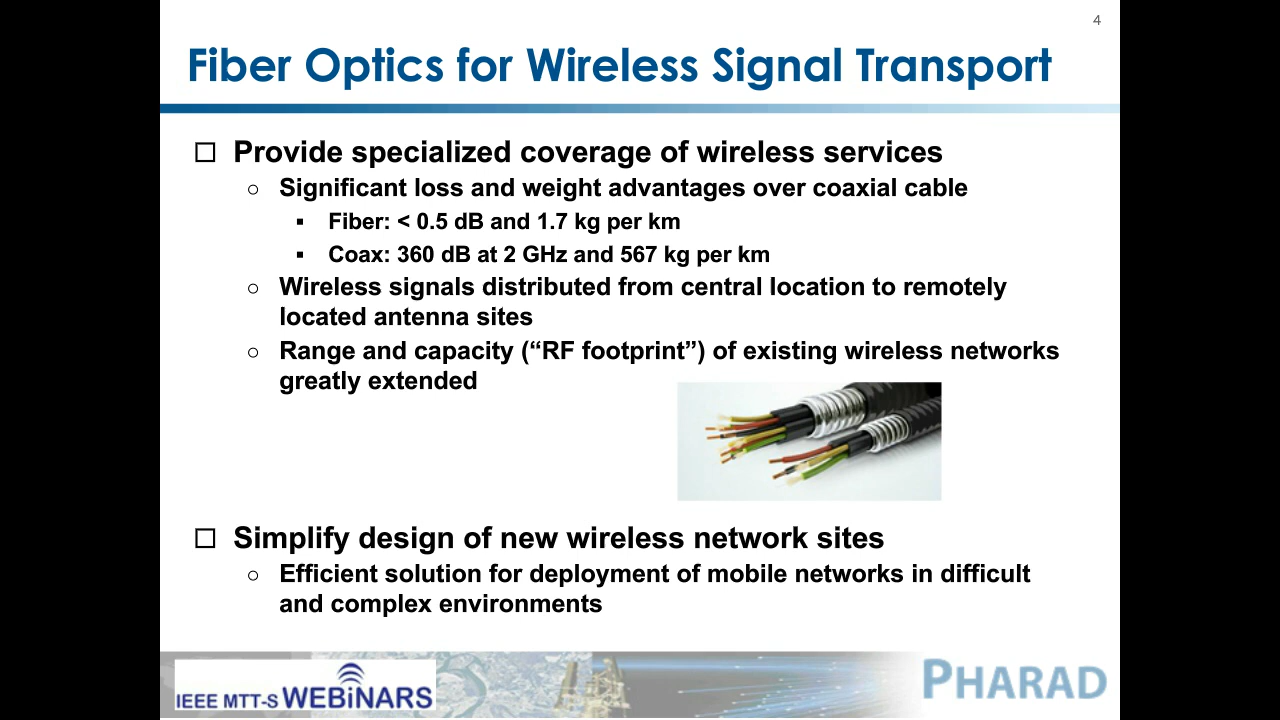 4
Fiber Optics for Wireless Signal Transport
Provide specialized coverage of wireless services
Significant loss and weight advantages over coaxial cable
Fiber: < 0.5 dB and 1.7 kg per km
Coax: 360 dB at 2 GHz and 567 kg per km
Wireless signals distributed from central location to remotely
located antenna sites
Range and capacity (“RF footprint”) of existing wireless networks
greatly extended
Simplify design of new wireless network sites
Efficient solution for deployment of mobile networks in difficult
and complex environments
IEEE MTT-S WEBiNARS
PHARAD